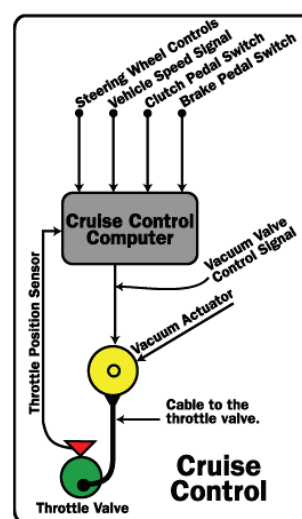 Steering Wheel Controls
Vehicle Speed Signal
Clutch Pedal Switch
Brake Pedal Switch
Cruise Control
Computer
Vacuum Valve
Control Signal
Throttle Position Sensor
Vacuum Actuator
Cable to the
throttle valve.
Throttle Valve
Cruise
Control